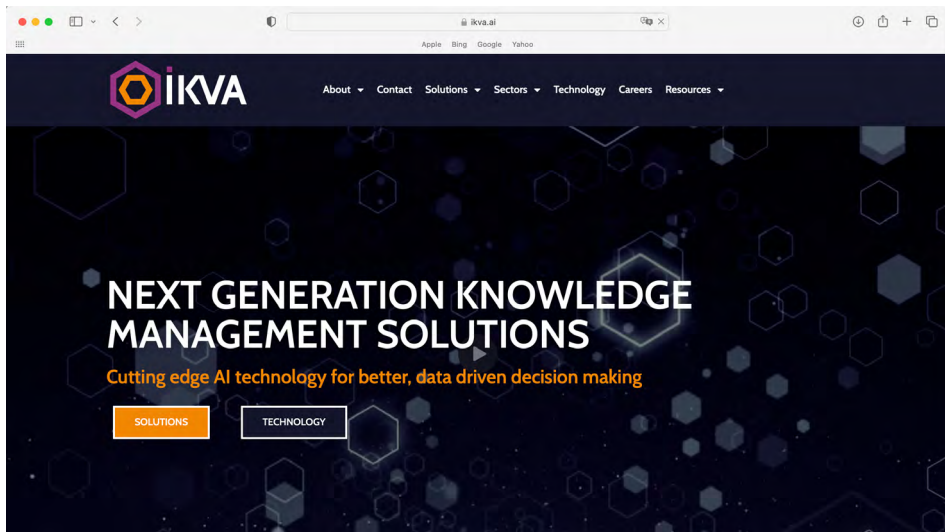 ikva.ai
Apple Bing Google Yahoo
iKVA
About Contact Solutions Sectors Technology Careers Resources
NEXT GENERATION KNOWLEDGE
MANAGEMENT SOLUTIONS
Cutting edge AI technology for better, data driven decision making
SOLUTIONS TECHNOLOGY